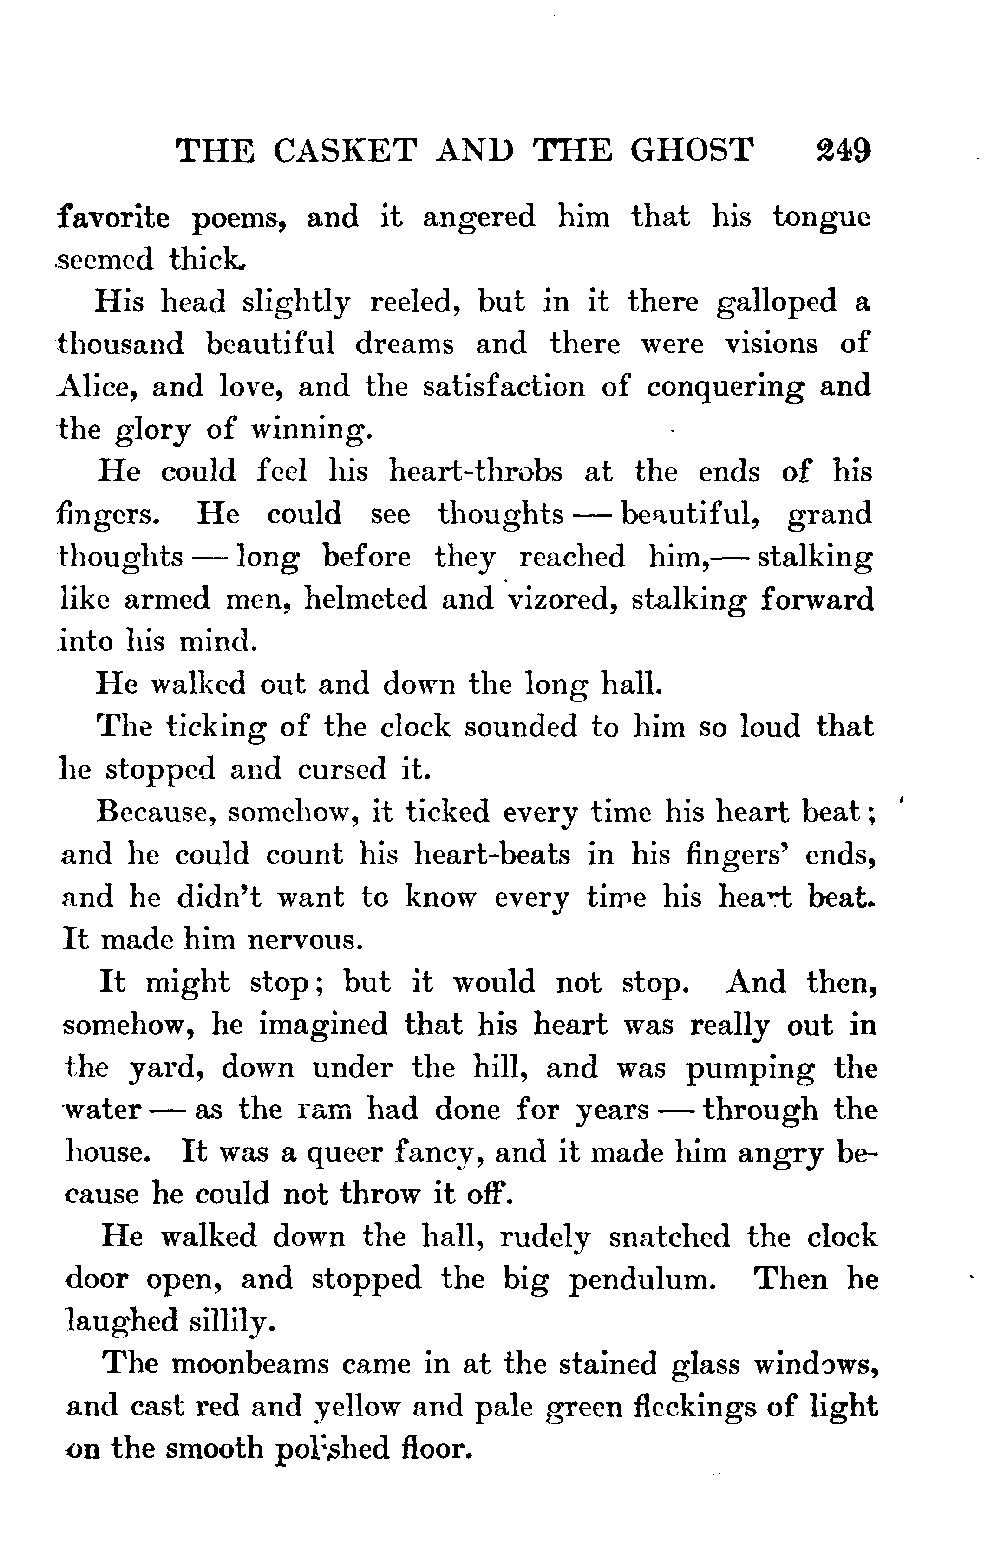 THE CASKET AND THE GHOST 249
favorite poems, and it angered him that his tongue
seemed thick.
His head slightly reeled, but in it there galloped a
thousand beautiful dreams and there were visions of
Alice, and love, and the satisfaction of conquering and
the glory of winning.
He could feel his heart-throbs at the ends of his
fingers. He could see thoughts — beautiful, grand
thoughts — long before they reached him,— stalking
like armed men, helmeted and vizored, stalking forward
into his mind.
He walked out and down the long hall.
The ticking of the clock sounded to him so loud that
he stopped and cursed it.
Because, somehow, it ticked every time his heart beat;
and he could count his heart-beats in his fingers' ends,
and he didn't want to know every time his heart beat.
It made him nervous.
It might stop; but it would not stop. And then,
somehow, he imagined that his heart was really out in
the yard, down under the hill, and was pumping the
water — as the ram had done for years — through the
house. It was a queer fancy, and it made him angry be-
cause he could not throw it off.
He walked down the hall, rudely snatched the clock
door open, and stopped the big pendulum. Then he
laughed sillily.
The moonbeams came in at the stained glass windows,
and cast red and yellow and pale green fleckings of light
on the smooth polished floor.